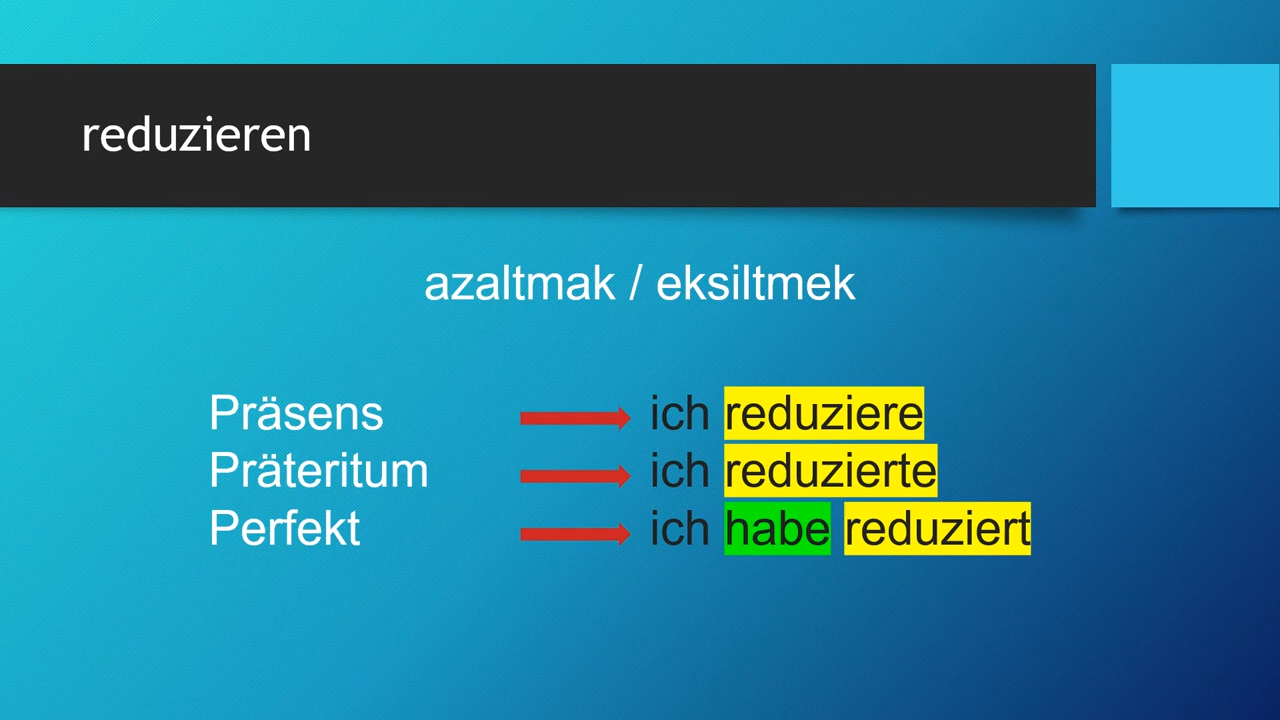 reduzieren
azaltmak / eksiltmek
Präsens ich reduziere
Präteritum ich reduzierte
Perfekt ich habe reduziert